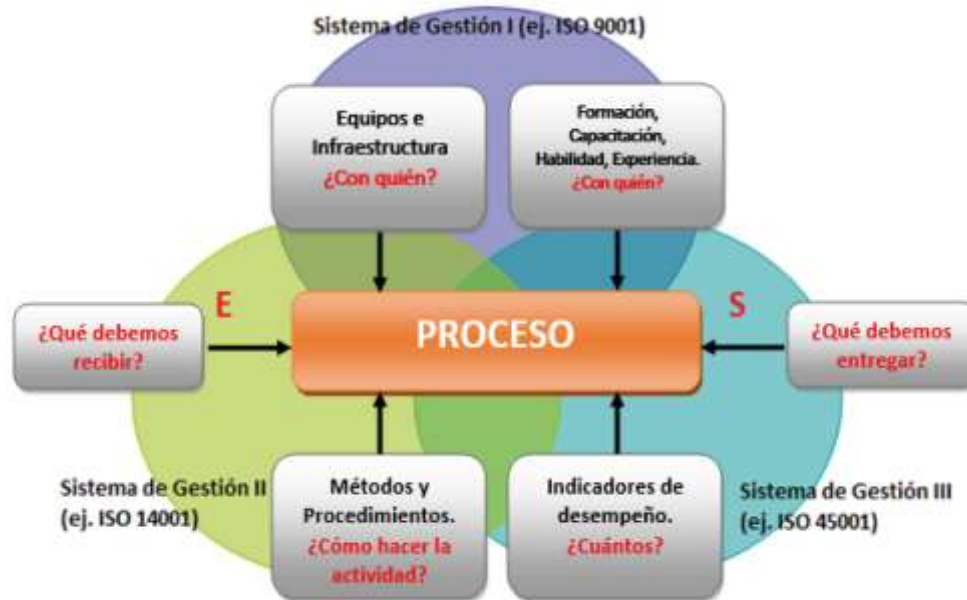 Sistema de Gestión I (ej. ISO 9001)
Equipos e
Infraestructura
¿Con quién?
Formación,
Capacitación,
Habilidad, Experiencia.
¿Con quién?
E
S
¿Qué debemos
recibir?
PROCESO
¿Qué debemos
entregar?
Sistema de Gestión II
(ej. ISO 14001)
Métodos y
Procedimientos.
¿Cómo hacer la
actividad?
Indicadores de
desempeño.
¿Cuántos?
Sistema de Gestión III
(ej. ISO 45001)